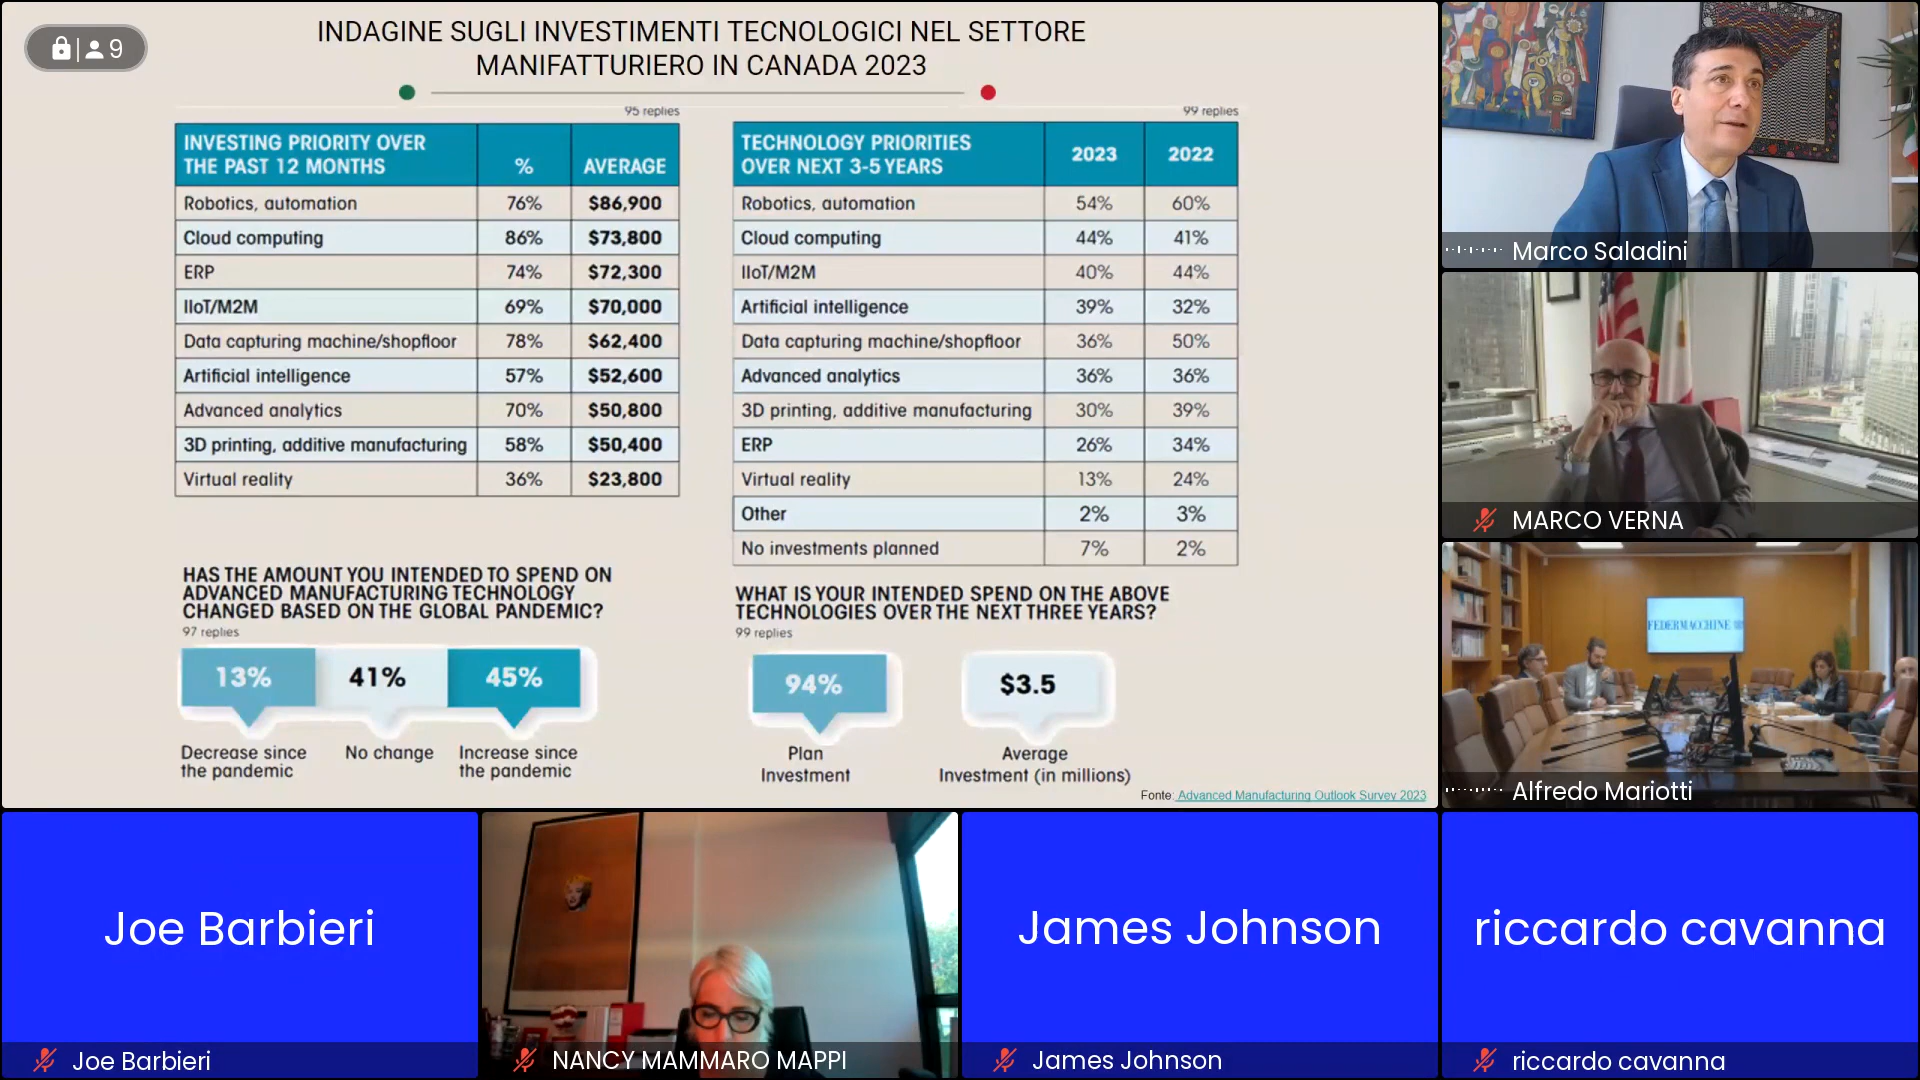 9
INDAGINE SUGLI INVESTIMENTI TECNOLOGICI NEL SETTORE
MANIFATTURIERO IN CANADA 2023
95 replies
INVESTING PRIORITY OVER THE PAST 12 MONTHS % AVERAGE
Robotics, automation 76% $86,900
Cloud computing 86% $73,800
ERP 74% $72,300
IIoT/M2M 69% $70,000
Data capturing machine/shopfloor 78% $62,400
Artificial intelligence 57% $52,600
Advanced analytics 70% $50,800
3D printing, additive manufacturing 58% $50,400
Virtual reality 36% $23,800
99 replies
TECHNOLOGY PRIORITIES OVER NEXT 3-5 YEARS 2023 2022
Robotics, automation 54% 60%
Cloud computing 44% 41%
IIoT/M2M 40% 44%
Artificial intelligence 39% 32%
Data capturing machine/shopfloor 36% 50%
Advanced analytics 36% 36%
3D printing, additive manufacturing 30% 39%
ERP 26% 34%
Virtual reality 13% 24%
Other 2% 3%
No investments planned 7% 2%
HAS THE AMOUNT YOU INTENDED TO SPEND ON
ADVANCED MANUFACTURING TECHNOLOGY
CHANGED BASED ON THE GLOBAL PANDEMIC?
97 replies
13% 41% 45%
Decrease since the pandemic
No change
Increase since the pandemic
WHAT IS YOUR INTENDED SPEND ON THE ABOVE
TECHNOLOGIES OVER THE NEXT THREE YEARS?
99 replies
94% $3.5
Plan Investment
Average Investment (in millions)
Fonte: Advanced Manufacturing Outlook Survey 2023
Marco Saladini
MARCO VERNA
FEDERMACCHINE
Alfredo Mariotti
Joe Barbieri
Joe Barbieri
NANCY MAMMARO MAPPI
James Johnson
James Johnson
riccardo cavanna
riccardo cavanna